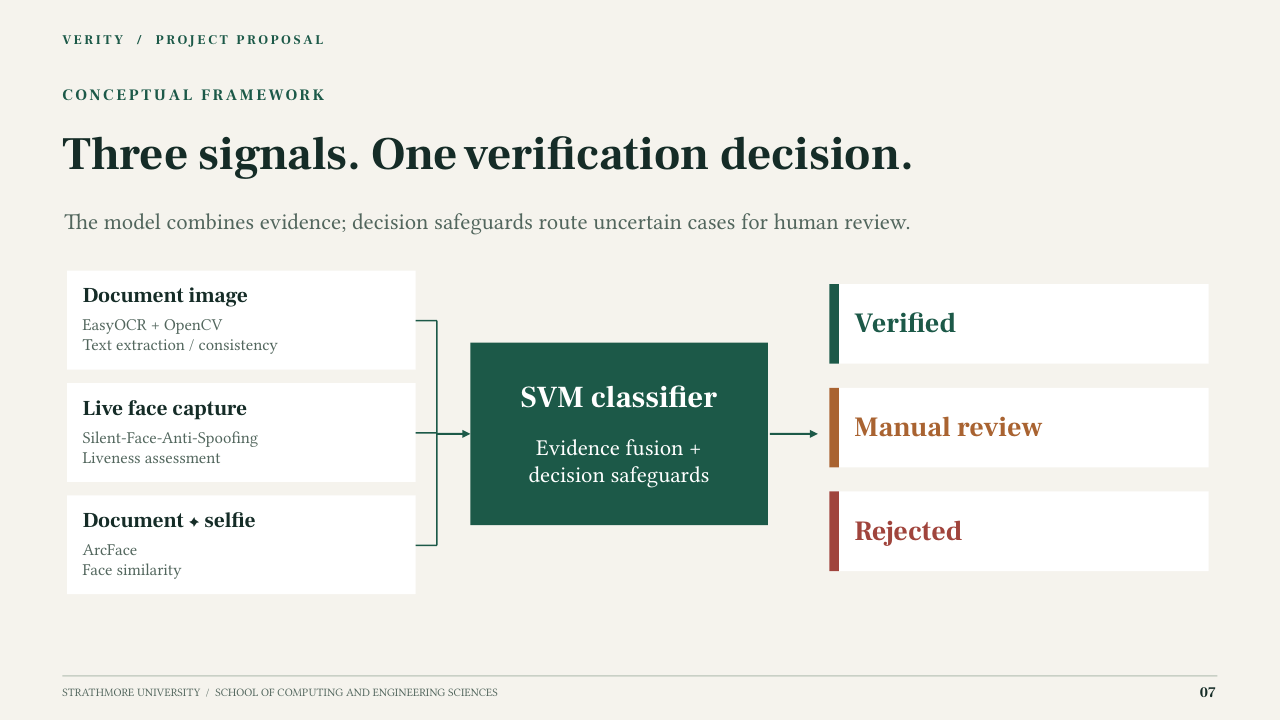 VERITY / PROJECT PROPOSAL
CONCEPTUAL FRAMEWORK
Three signals. One verification decision.
The model combines evidence; decision safeguards route uncertain cases for human review.
Document image
EasyOCR + OpenCV
Text extraction / consistency
Live face capture
Silent-Face-Anti-Spoofing
Liveness assessment
Document ✦ selfie
ArcFace
Face similarity
SVM classifier
Evidence fusion +
decision safeguards
Verified
Manual review
Rejected
STRATHMORE UNIVERSITY / SCHOOL OF COMPUTING AND ENGINEERING SCIENCES
07